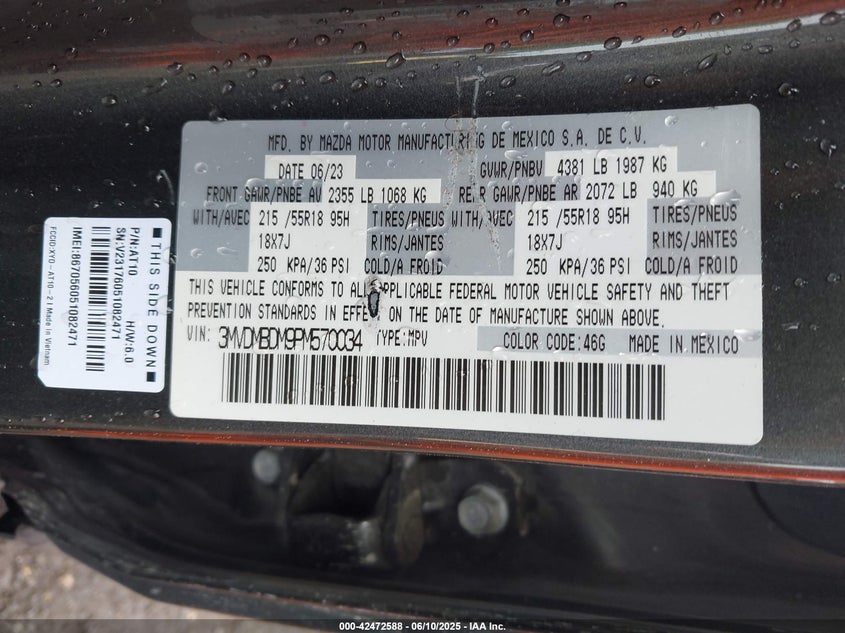 MFD. BY MAZDA MOTOR MANUFACTURING DE MEXICO S.A. DE C.V.
DATE 06/23 GVWR/PNBV 4381 LB 1987 KG
FRONT GAWR/PNBE AV 2355 LB 1068 KG REAR GAWR/PNBE AR 2072 LB 940 KG
WITH/AVEC 215 /55R18 95H TIRES/PNEUS WITH/AVEC 215 /55R18 95H TIRES/PNEUS
18X7J RIMS/JANTES 18X7J RIMS/JANTES
250 KPA/36 PSI COLD/A FROID 250 KPA/36 PSI COLD/A FROID
THIS VEHICLE CONFORMS TO ALL APPLICABLE FEDERAL MOTOR VEHICLE SAFETY AND THEFT
PREVENTION STANDARDS IN EFFECT ON THE DATE OF MANUFACTURE SHOWN ABOVE.
VIN: 3MVDMBDM9PM570034 TYPE:MPV COLOR CODE:46G MADE IN MEXICO
■ THIS SIDE DOWN ■
P/N:AT10 H/W:6.0
SN:V23176051082471
IMEI:867056051082471
FCCID:XY0-AT10-2 I Made in Vietnam
000-42472588 06/10/2025 IAA Inc.